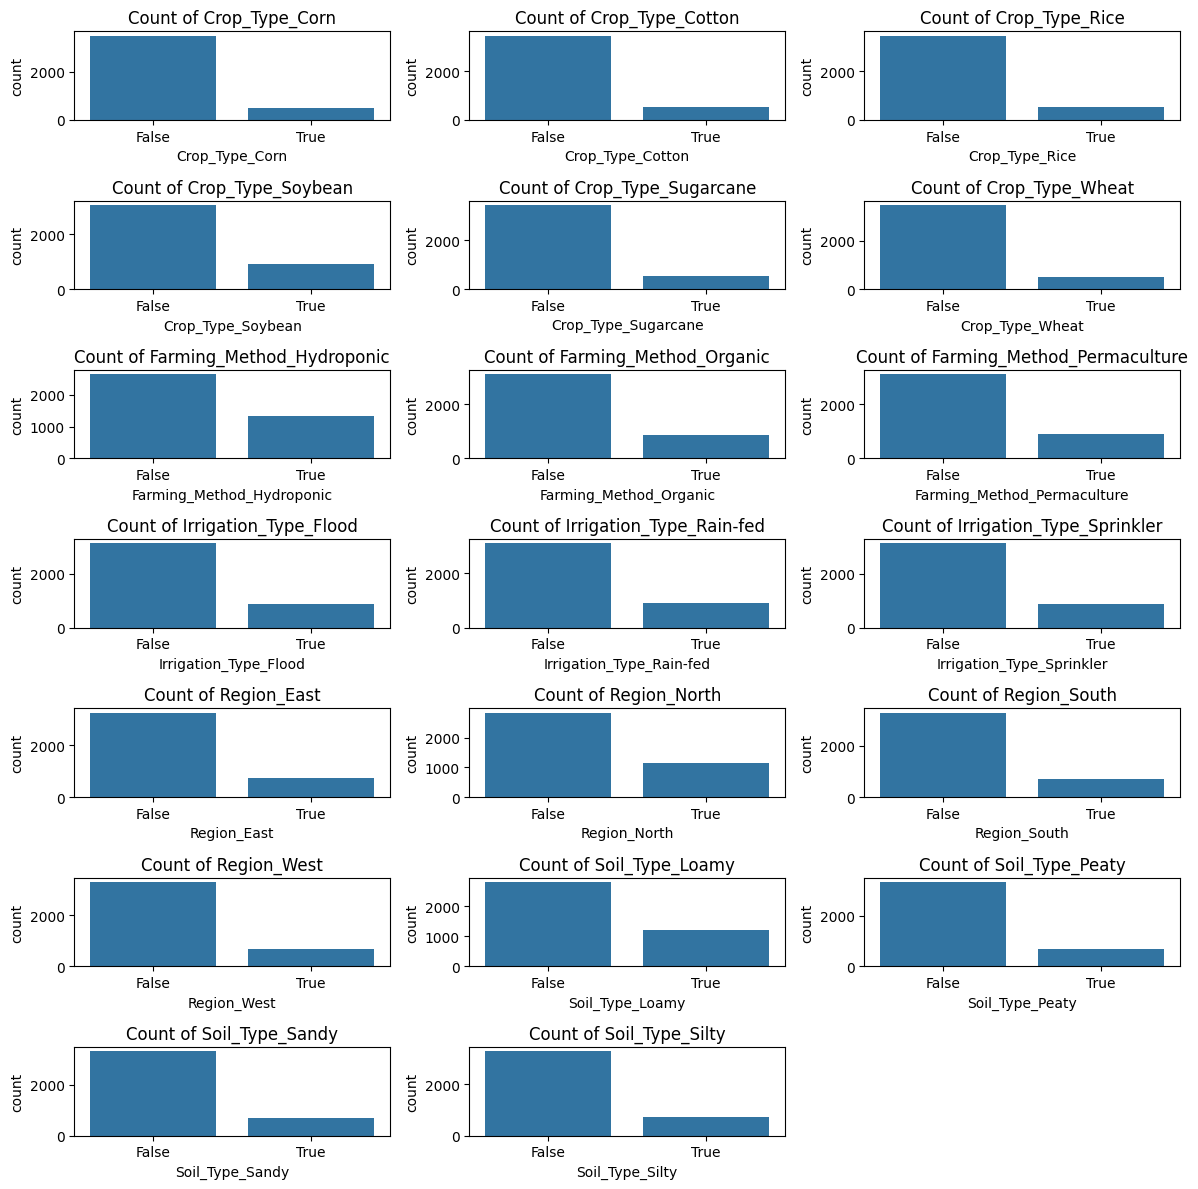 Count of Crop_Type_Corn
count
2000
0
False True
Crop_Type_Corn
Count of Crop_Type_Cotton
count
2000
0
False True
Crop_Type_Cotton
Count of Crop_Type_Rice
count
2000
0
False True
Crop_Type_Rice
Count of Crop_Type_Soybean
count
2000
0
False True
Crop_Type_Soybean
Count of Crop_Type_Sugarcane
count
2000
0
False True
Crop_Type_Sugarcane
Count of Crop_Type_Wheat
count
2000
0
False True
Crop_Type_Wheat
Count of Farming_Method_Hydroponic
count
2000
1000
0
False True
Farming_Method_Hydroponic
Count of Farming_Method_Organic
count
2000
0
False True
Farming_Method_Organic
Count of Farming_Method_Permaculture
count
2000
0
False True
Farming_Method_Permaculture
Count of Irrigation_Type_Flood
count
2000
0
False True
Irrigation_Type_Flood
Count of Irrigation_Type_Rain-fed
count
2000
0
False True
Irrigation_Type_Rain-fed
Count of Irrigation_Type_Sprinkler
count
2000
0
False True
Irrigation_Type_Sprinkler
Count of Region_East
count
2000
0
False True
Region_East
Count of Region_North
count
2000
1000
0
False True
Region_North
Count of Region_South
count
2000
0
False True
Region_South
Count of Region_West
count
2000
0
False True
Region_West
Count of Soil_Type_Loamy
count
2000
1000
0
False True
Soil_Type_Loamy
Count of Soil_Type_Peaty
count
2000
0
False True
Soil_Type_Peaty
Count of Soil_Type_Sandy
count
2000
0
False True
Soil_Type_Sandy
Count of Soil_Type_Silty
count
2000
0
False True
Soil_Type_Silty